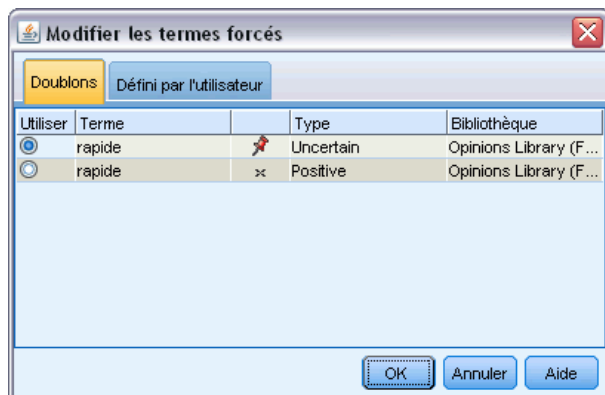 Modifier les termes forcés
Doublons Défini par l'utilisateur
Utiliser Terme Type Bibliothèque
rapide Uncertain Opinions Library (F...
rapide Positive Opinions Library (F...
OK Annuler Aide